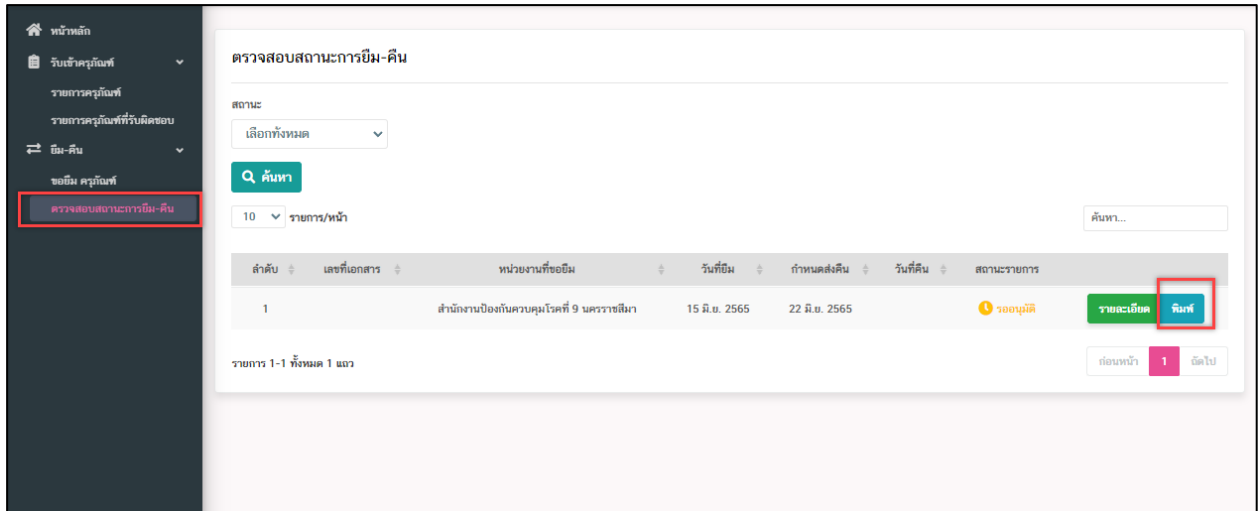 หน้าหลัก
รับเข้าครุภัณฑ์
รายการครุภัณฑ์
รายการครุภัณฑ์ที่รับผิดชอบ
ยืม-คืน
ขอยืม ครุภัณฑ์
ตรวจสอบสถานะการยืม-คืน
ตรวจสอบสถานะการยืม-คืน
สถานะ
เลือกทั้งหมด
ค้นหา
10 รายการ/หน้า ค้นหา...
ลำดับ เลขที่เอกสาร หน่วยงานที่ขอยืม วันที่ยืม กำหนดส่งคืน วันที่คืน สถานะรายการ
1 สำนักงานป้องกันควบคุมโรคที่ 9 นครราชสีมา 15 มิ.ย. 2565 22 มิ.ย. 2565 รออนุมัติ รายละเอียด พิมพ์
รายการ 1-1 ทั้งหมด 1 แถว ก่อนหน้า 1 ถัดไป